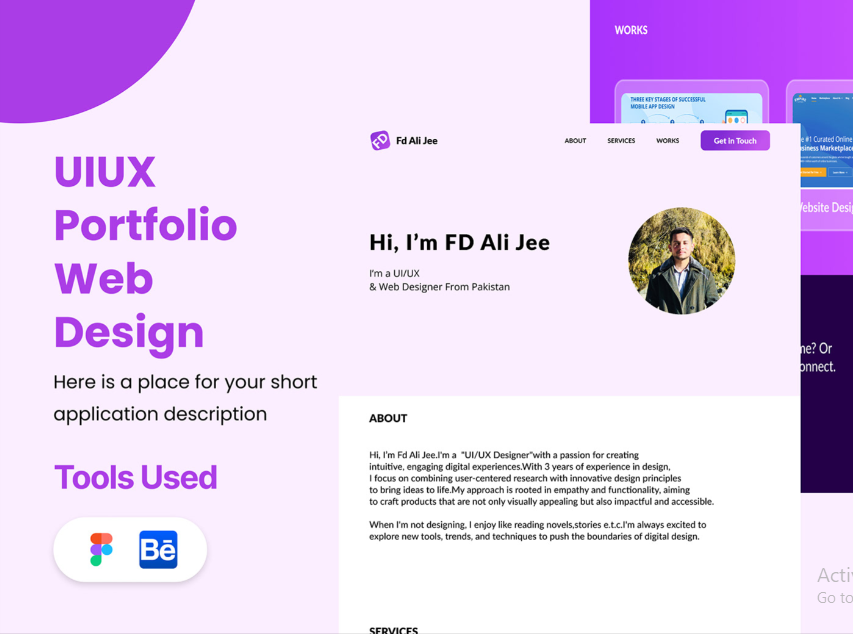 WORKS
THREE KEY STAGES OF SUCCESSFUL
MOBILE APP DESIGN
#1 Curated Online
Business Marketplace
Website Desig
UIUX
Portfolio
Web
Design
Here is a place for your short
application description
Tools Used
Bē
FD
Fd Ali Jee
ABOUT
SERVICES
WORKS
Get In Touch
Hi, I'm FD Ali Jee
I'm a UI/UX
& Web Designer From Pakistan
ABOUT
Hi, I'm Fd Ali Jee.I'm a "UI/UX Designer"with a passion for creating
intuitive, engaging digital experiences.With 3 years of experience in design,
I focus on combining user-centered research with innovative design principles
to bring ideas to life.My approach is rooted in empathy and functionality, aiming
to craft products that are not only visually appealing but also impactful and accessible.
When I'm not designing, I enjoy like reading novels,stories e.t.c.I'm always excited to
explore new tools, trends, and techniques to push the boundaries of digital design.
SERVICES
me? Or
onnect.
Activ
Go to